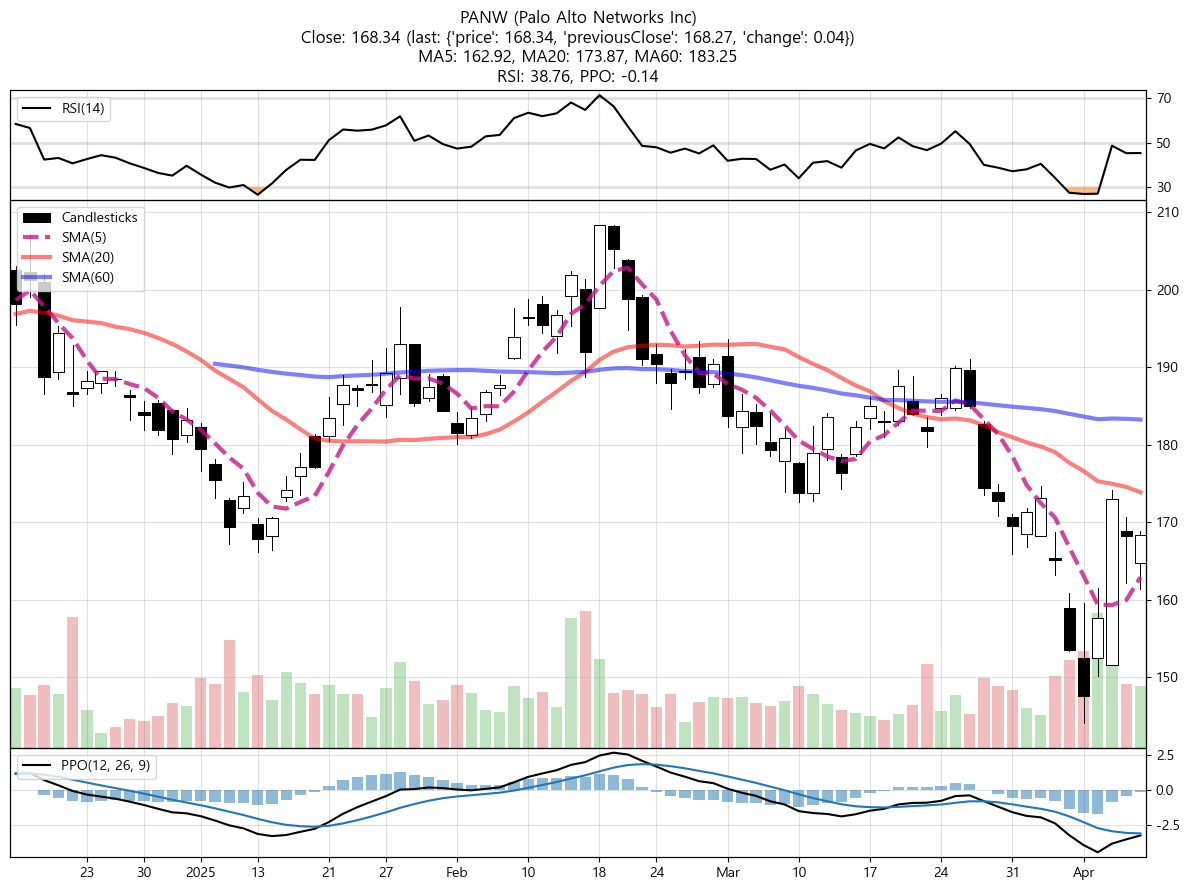 PANW (Palo Alto Networks Inc)
Close: 168.34 (last: {'price': 168.34, 'previousClose': 168.27, 'change': 0.04})
MA5: 162.92, MA20: 173.87, MA60: 183.25
RSI: 38.76, PPO: -0.14
RSI(14)
70
50
30
Candlesticks
SMA(5)
SMA(20)
SMA(60)
210
200
190
180
170
160
150
PPO(12, 26, 9)
2.5
0.0
−2.5
23 30 2025 13 21 27 Feb 10 18 24 Mar 10 17 24 31 Apr